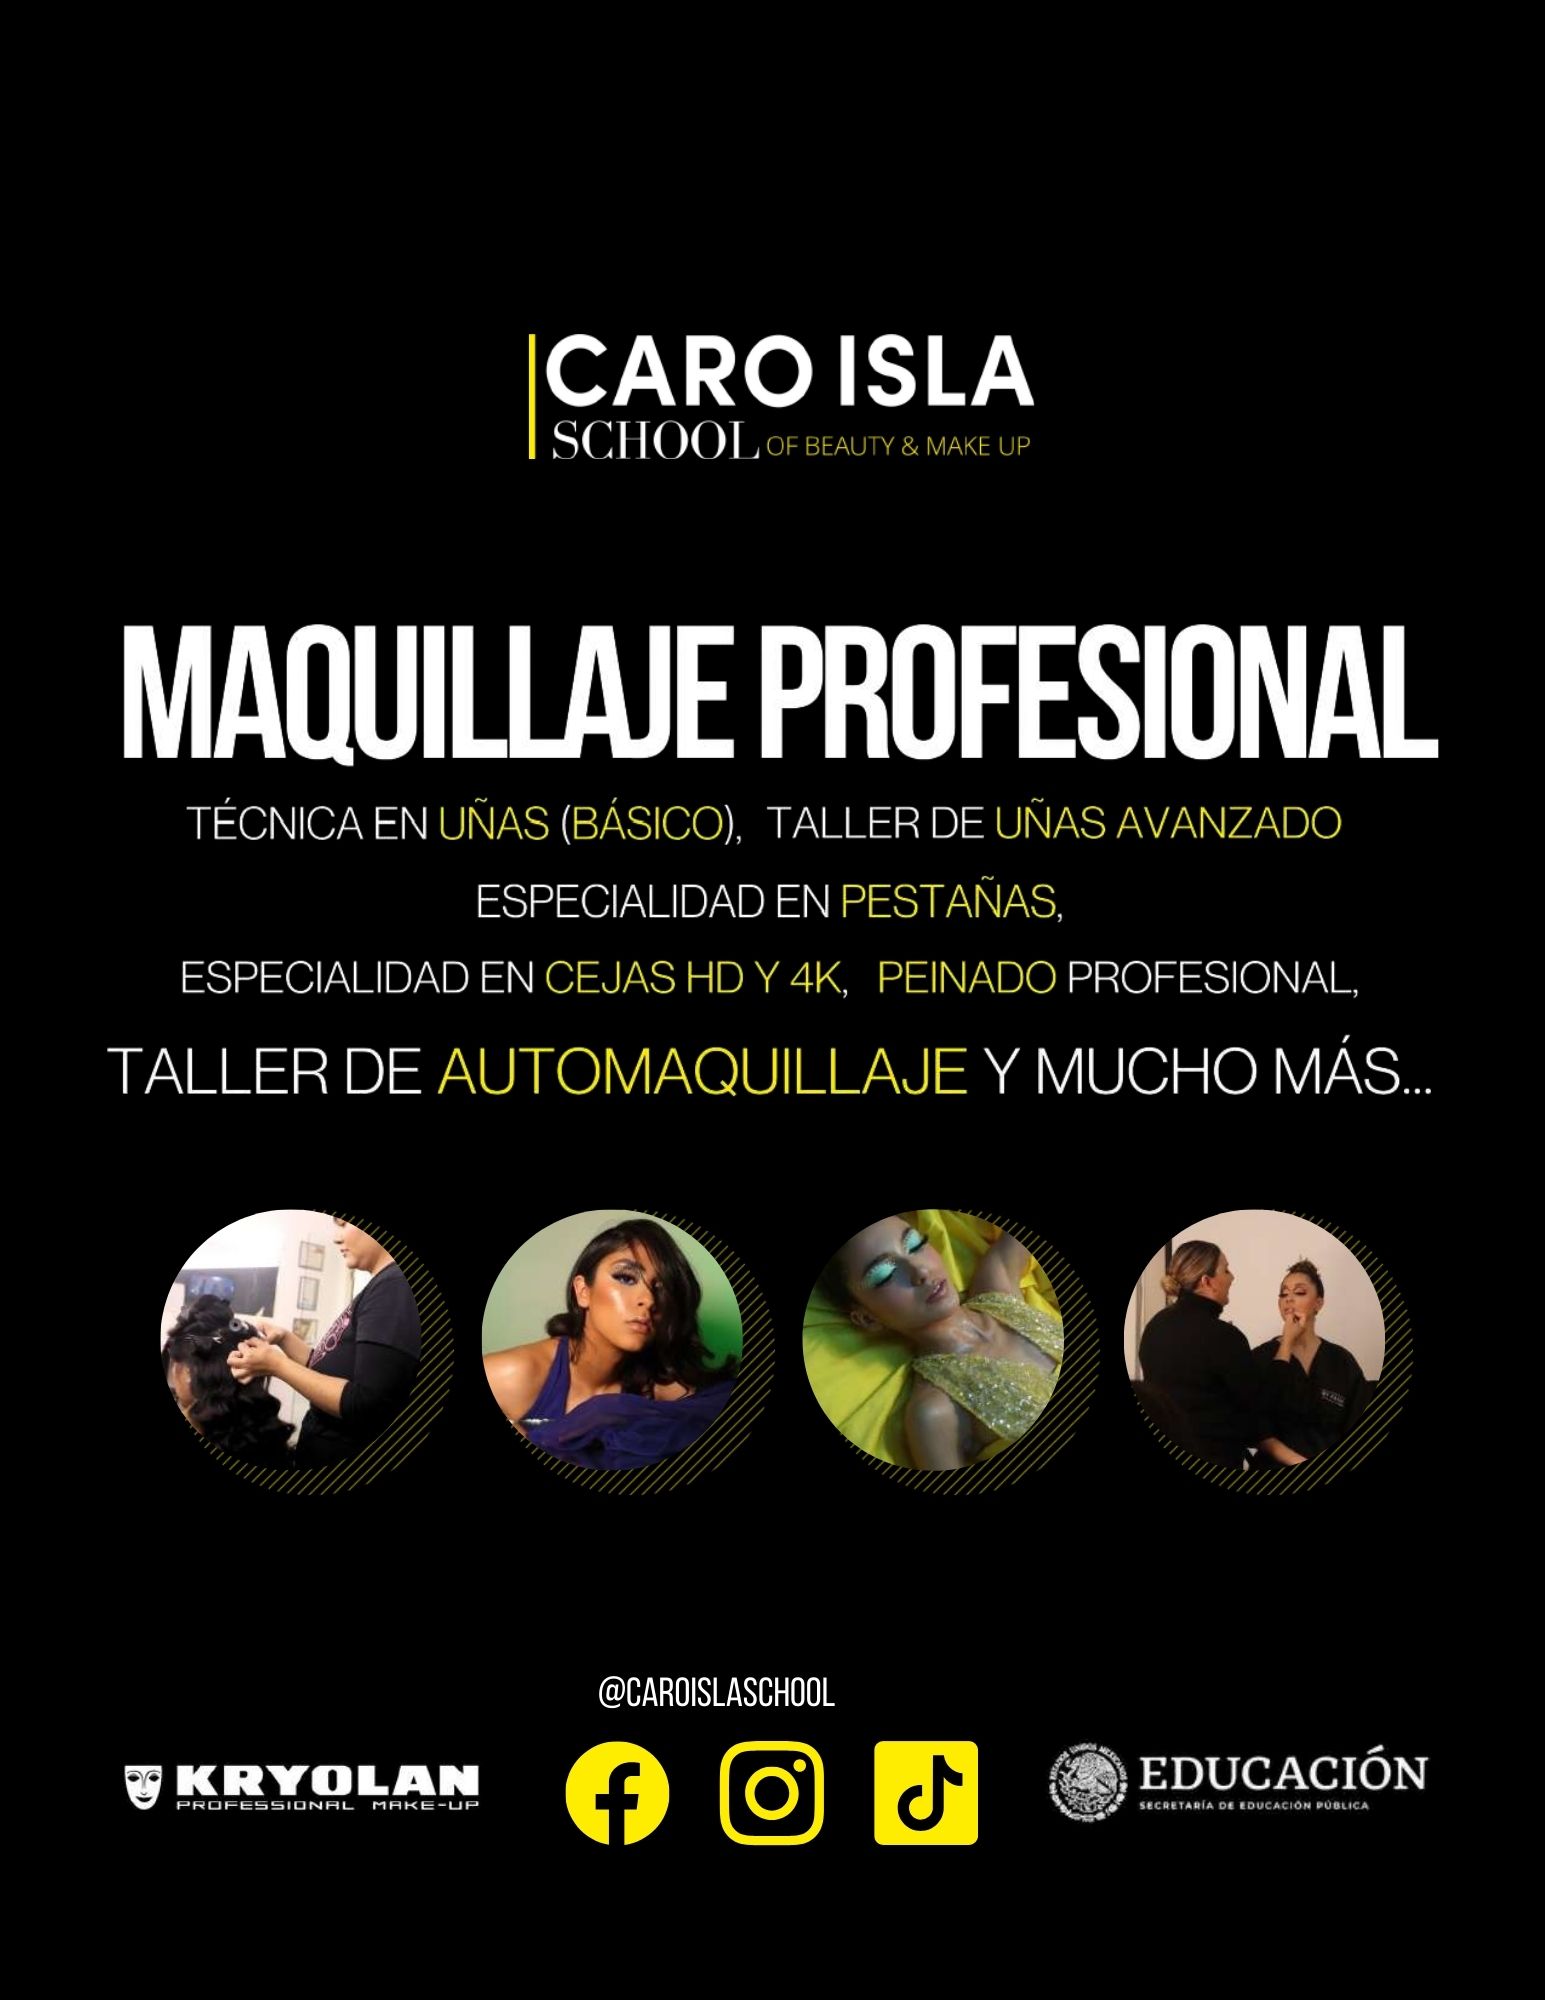 CARO ISLA
SCHOOL OF BEAUTY & MAKE UP
MAQUILLAJE PROFESIONAL
TÉCNICA EN UÑAS (BÁSICO), TALLER DE UÑAS AVANZADO
ESPECIALIDAD EN PESTAÑAS,
ESPECIALIDAD EN CEJAS HD Y 4K, PEINADO PROFESIONAL,
TALLER DE AUTOMAQUILLAJE Y MUCHO MÁS...
@CAROISLASCHOOL
KRYOLAN
PROFESSIONAL MAKE-UP
EDUCACIÓN
SECRETARÍA DE EDUCACIÓN PÚBLICA